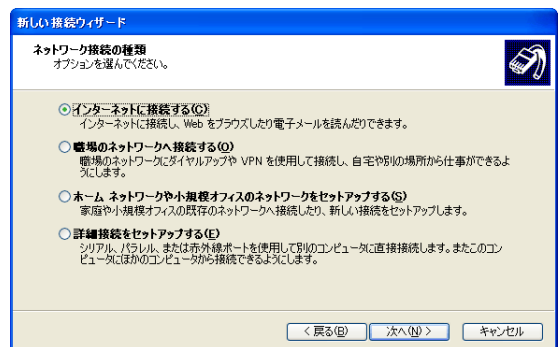 新しい接続ウィザード
ネットワーク接続の種類
オプションを選んでください。
インターネットに接続する(C)
インターネットに接続し、Web をブラウズしたり電子メールを読んだりできます。
職場のネットワークへ接続する(O)
職場のネットワークにダイヤルアップや VPN を使用して接続し、自宅や別の場所から仕事ができるよ
うにします。
ホーム ネットワークや小規模オフィスのネットワークをセットアップする(S)
家庭や小規模オフィスの既存のネットワークへ接続したり、新しい接続をセットアップします。
詳細接続をセットアップする(E)
シリアル、パラレル、または赤外線ポートを使用して別のコンピュータに直接接続します。またこのコン
ピュータにほかのコンピュータから接続できるようにします。
< 戻る(B) 次へ(N) > キャンセル